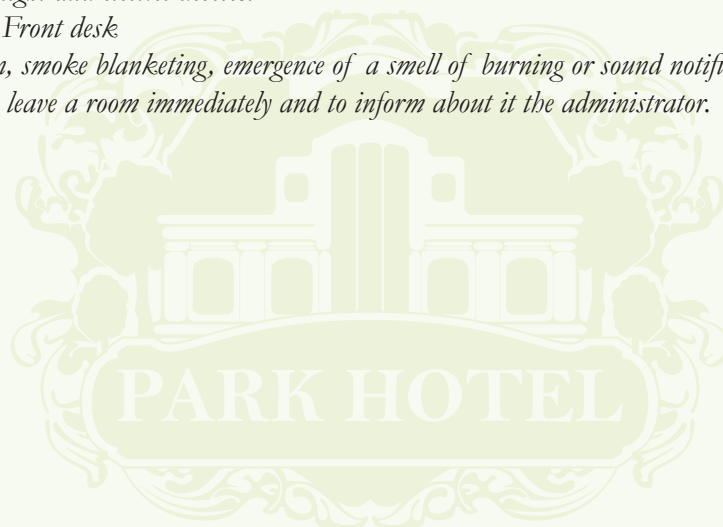 Front desk
, smoke blanketing, emergence of a smell of burning or sound
leave a room immediately and to inform about it the administrator.
PARK HOTEL